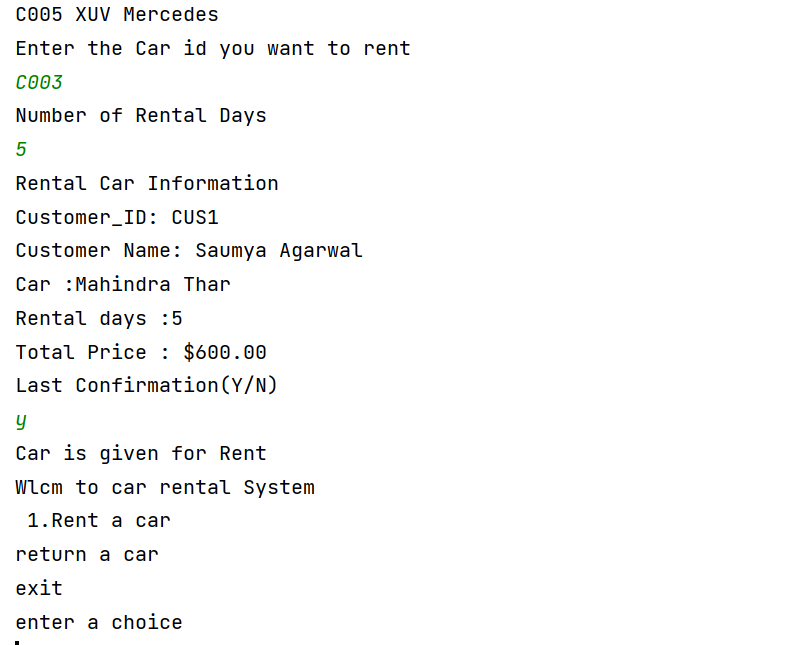 C005 XUV Mercedes
Enter the Car id you want to rent
C003
Number of Rental Days
5
Rental Car Information
Customer_ID: CUS1
Customer Name: Saumya Agarwal
Car :Mahindra Thar
Rental days :5
Total Price : $600.00
Last Confirmation(Y/N)
y
Car is given for Rent
Wlcm to car rental System
 1.Rent a car
return a car
exit
enter a choice